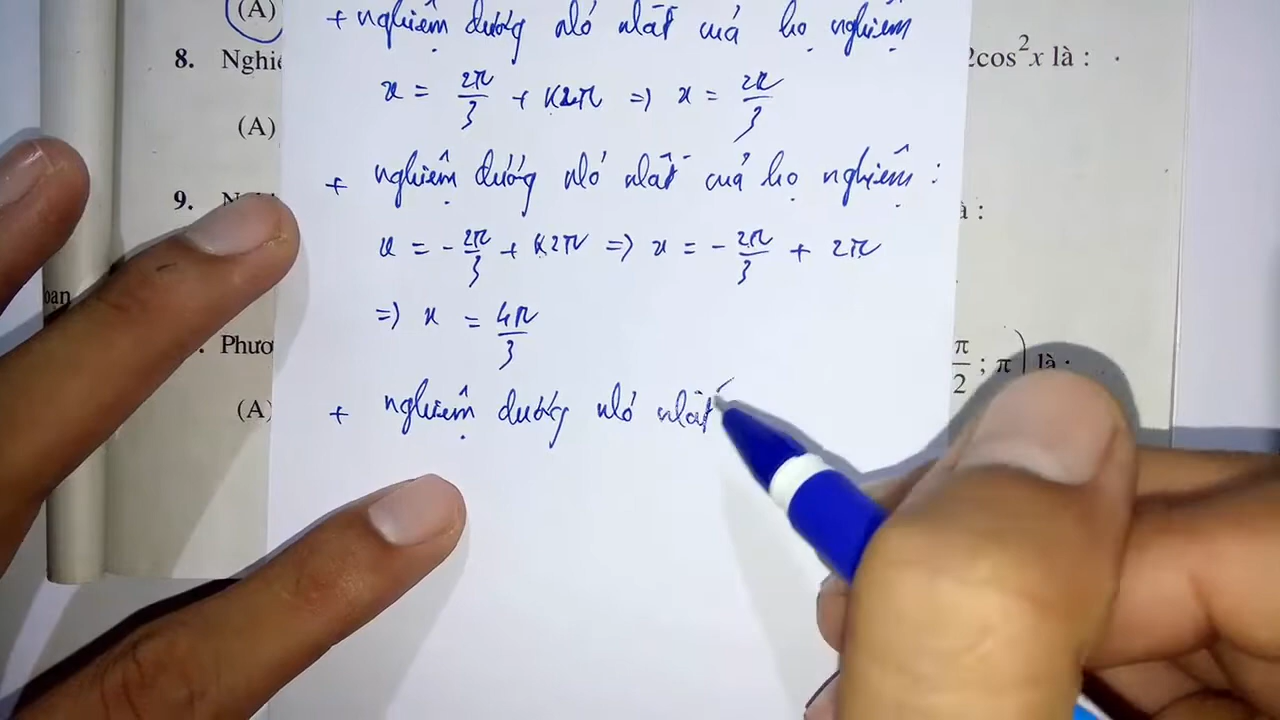 (A)
+ nghiệm dương nhỏ nhất của họ nghiệm
8. Nghiệ
2cos²x là :
x = 2π/3 + k2π => x = 2π/3
(A)
+ nghiệm dương nhỏ nhất của họ nghiệm :
9.
à :
x = -2π/3 + k2π => x = -2π/3 + 2π
oạn
=> x = 4π/3
Phươ
π/2 ; π) là :
(A)
+ nghiệm dương nhỏ nhất